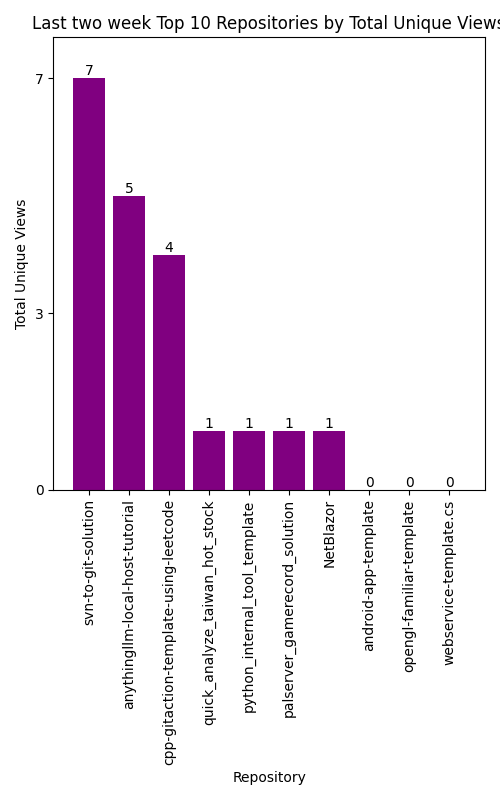 Last two week Top 10 Repositories by Total Unique Views
7
5
4
1
1
1
1
0
0
0
7
3
0
Total Unique Views
svn-to-git-solution
anythingllm-local-host-tutorial
cpp-gitaction-template-using-leetcode
quick_analyze_taiwan_hot_stock
python_internal_tool_template
palserver_gamerecord_solution
NetBlazor
android-app-template
opengl-familiar-template
webservice-template.cs
Repository